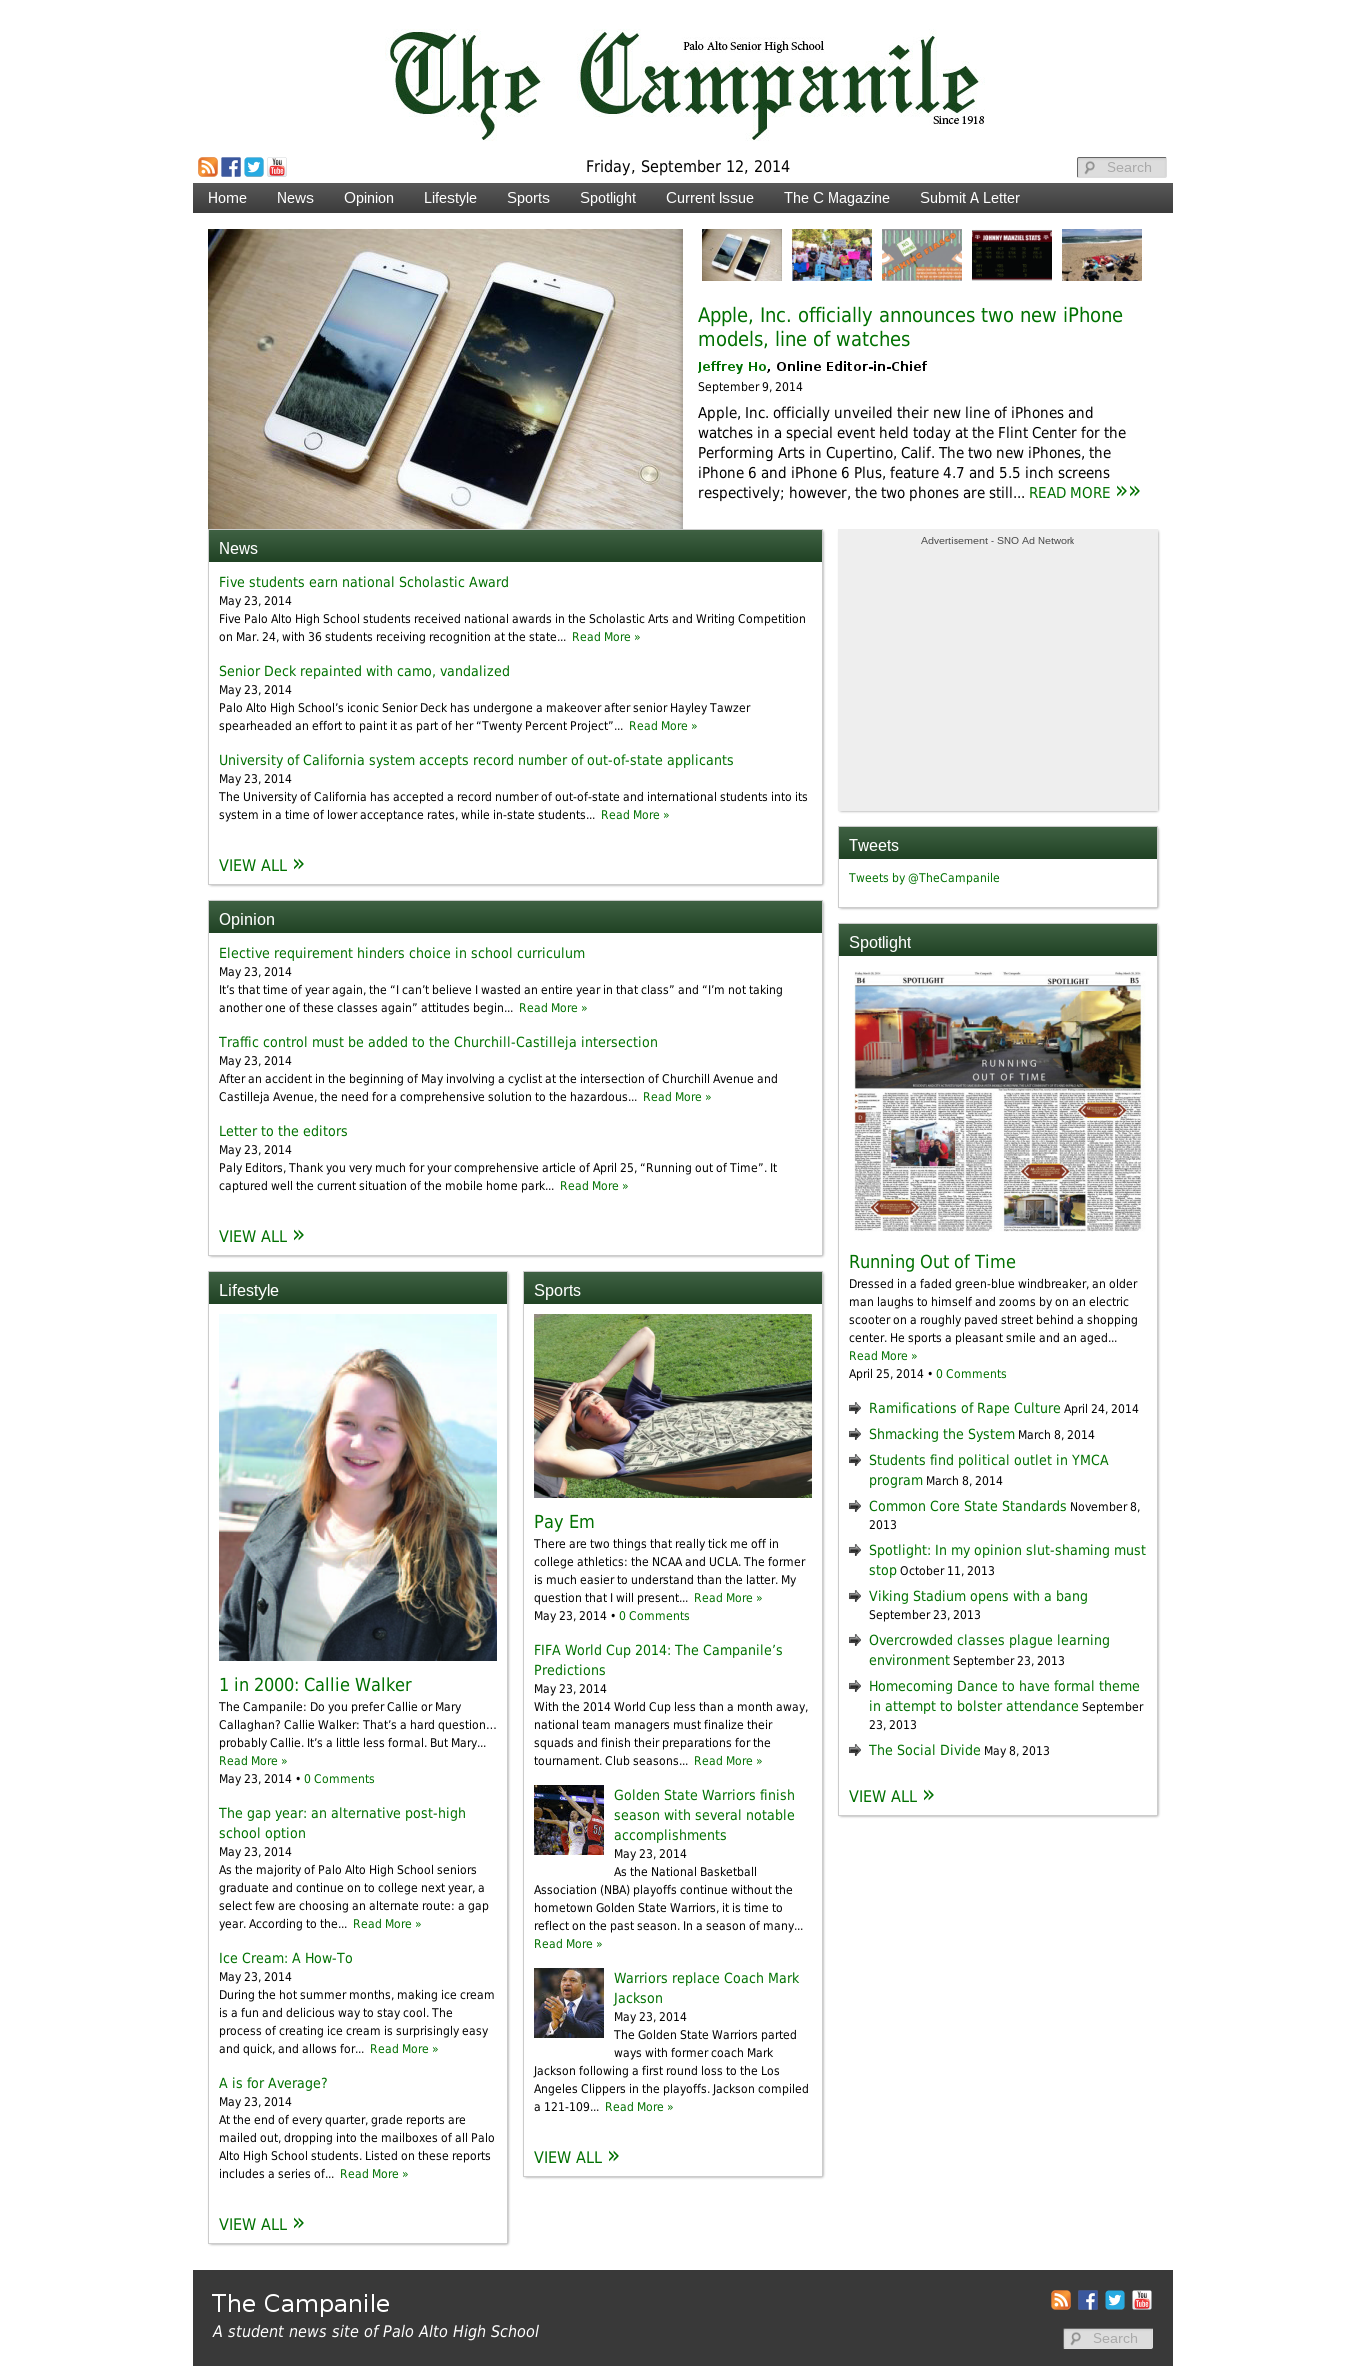 Palo Alto Senior High School
The Campanile
Since 1918
Friday, September 12, 2014
Search
Home News Opinion Lifestyle Sports Spotlight Current Issue The C Magazine Submit A Letter
JOHNNY MANZIEL STATS
Apple, Inc. officially announces two new iPhone
models, line of watches
Jeffrey Ho, Online Editor-in-Chief
September 9, 2014
Apple, Inc. officially unveiled their new line of iPhones and
watches in a special event held today at the Flint Center for the
Performing Arts in Cupertino, Calif. The two new iPhones, the
iPhone 6 and iPhone 6 Plus, feature 4.7 and 5.5 inch screens
respectively; however, the two phones are still... READ MORE »»
News
Five students earn national Scholastic Award
May 23, 2014
Five Palo Alto High School students received national awards in the Scholastic Arts and Writing Competition
on Mar. 24, with 36 students receiving recognition at the state... Read More »
Senior Deck repainted with camo, vandalized
May 23, 2014
Palo Alto High School’s iconic Senior Deck has undergone a makeover after senior Hayley Tawzer
spearheaded an effort to paint it as part of her “Twenty Percent Project”... Read More »
University of California system accepts record number of out-of-state applicants
May 23, 2014
The University of California has accepted a record number of out-of-state and international students into its
system in a time of lower acceptance rates, while in-state students... Read More »
VIEW ALL »
Opinion
Elective requirement hinders choice in school curriculum
May 23, 2014
It’s that time of year again, the “I can’t believe I wasted an entire year in that class” and “I’m not taking
another one of these classes again” attitudes begin... Read More »
Traffic control must be added to the Churchill-Castilleja intersection
May 23, 2014
After an accident in the beginning of May involving a cyclist at the intersection of Churchill Avenue and
Castilleja Avenue, the need for a comprehensive solution to the hazardous... Read More »
Letter to the editors
May 23, 2014
Paly Editors, Thank you very much for your comprehensive article of April 25, “Running out of Time”. It
captured well the current situation of the mobile home park... Read More »
VIEW ALL »
Lifestyle
1 in 2000: Callie Walker
The Campanile: Do you prefer Callie or Mary
Callaghan? Callie Walker: That’s a hard question…
probably Callie. It’s a little less formal. But Mary...
Read More »
May 23, 2014 • 0 Comments
The gap year: an alternative post-high
school option
May 23, 2014
As the majority of Palo Alto High School seniors
graduate and continue on to college next year, a
select few are choosing an alternate route: a gap
year. According to the... Read More »
Ice Cream: A How-To
May 23, 2014
During the hot summer months, making ice cream
is a fun and delicious way to stay cool. The
process of creating ice cream is surprisingly easy
and quick, and allows for... Read More »
A is for Average?
May 23, 2014
At the end of every quarter, grade reports are
mailed out, dropping into the mailboxes of all Palo
Alto High School students. Listed on these reports
includes a series of... Read More »
VIEW ALL »
Sports
Pay Em
There are two things that really tick me off in
college athletics: the NCAA and UCLA. The former
is much easier to understand than the latter. My
question that I will present... Read More »
May 23, 2014 • 0 Comments
FIFA World Cup 2014: The Campanile’s
Predictions
May 23, 2014
With the 2014 World Cup less than a month away,
national team managers must finalize their
squads and finish their preparations for the
tournament. Club seasons... Read More »
Golden State Warriors finish
season with several notable
accomplishments
May 23, 2014
As the National Basketball
Association (NBA) playoffs continue without the
hometown Golden State Warriors, it is time to
reflect on the past season. In a season of many...
Read More »
Warriors replace Coach Mark
Jackson
May 23, 2014
The Golden State Warriors parted
ways with former coach Mark
Jackson following a first round loss to the Los
Angeles Clippers in the playoffs. Jackson compiled
a 121-109... Read More »
VIEW ALL »
Advertisement - SNO Ad Network
Tweets
Tweets by @TheCampanile
Spotlight
B4 SPOTLIGHT SPOTLIGHT B5
RUNNING
OUT OF TIME
Running Out of Time
Dressed in a faded green-blue windbreaker, an older
man laughs to himself and zooms by on an electric
scooter on a roughly paved street behind a shopping
center. He sports a pleasant smile and an aged...
Read More »
April 25, 2014 • 0 Comments
Ramifications of Rape Culture April 24, 2014
Shmacking the System March 8, 2014
Students find political outlet in YMCA
program March 8, 2014
Common Core State Standards November 8,
2013
Spotlight: In my opinion slut-shaming must
stop October 11, 2013
Viking Stadium opens with a bang
September 23, 2013
Overcrowded classes plague learning
environment September 23, 2013
Homecoming Dance to have formal theme
in attempt to bolster attendance September
23, 2013
The Social Divide May 8, 2013
VIEW ALL »
The Campanile
A student news site of Palo Alto High School
Search